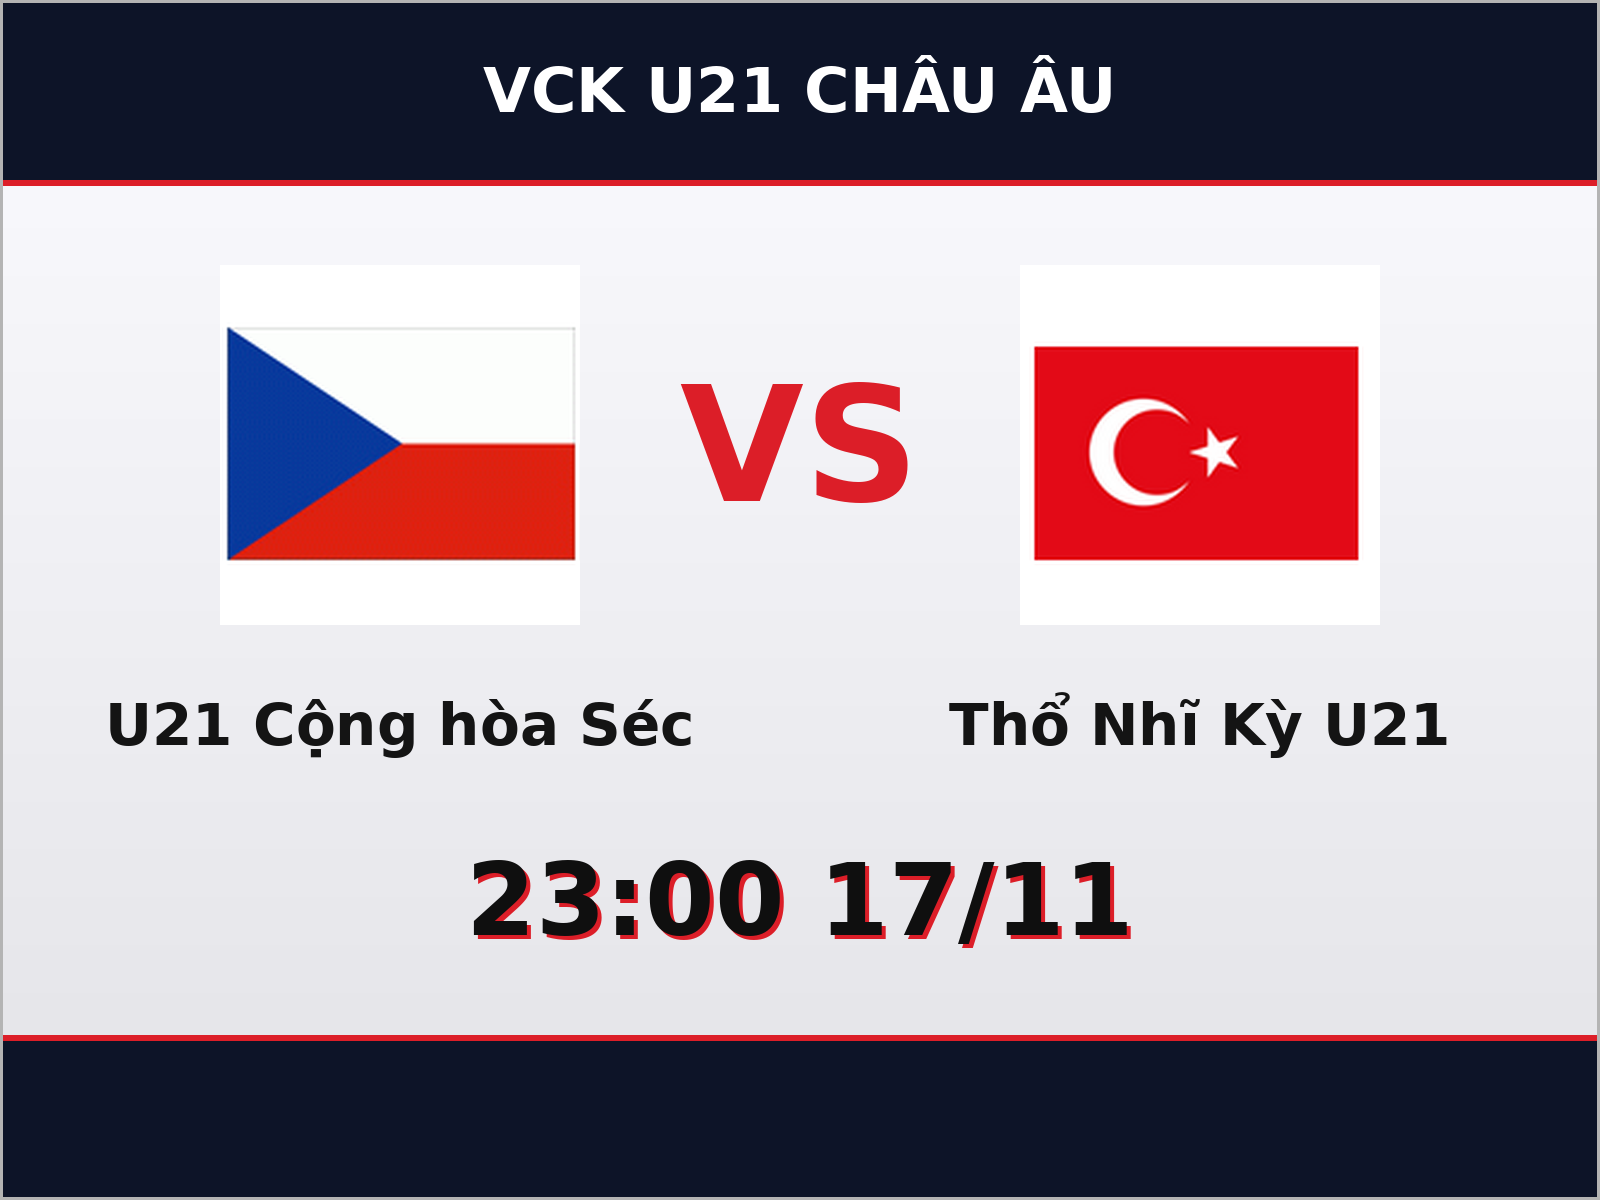 VCK U21 CHÂU ÂU
VS
U21 Cộng hòa Séc
Thổ Nhĩ Kỳ U21
23:00 17/11